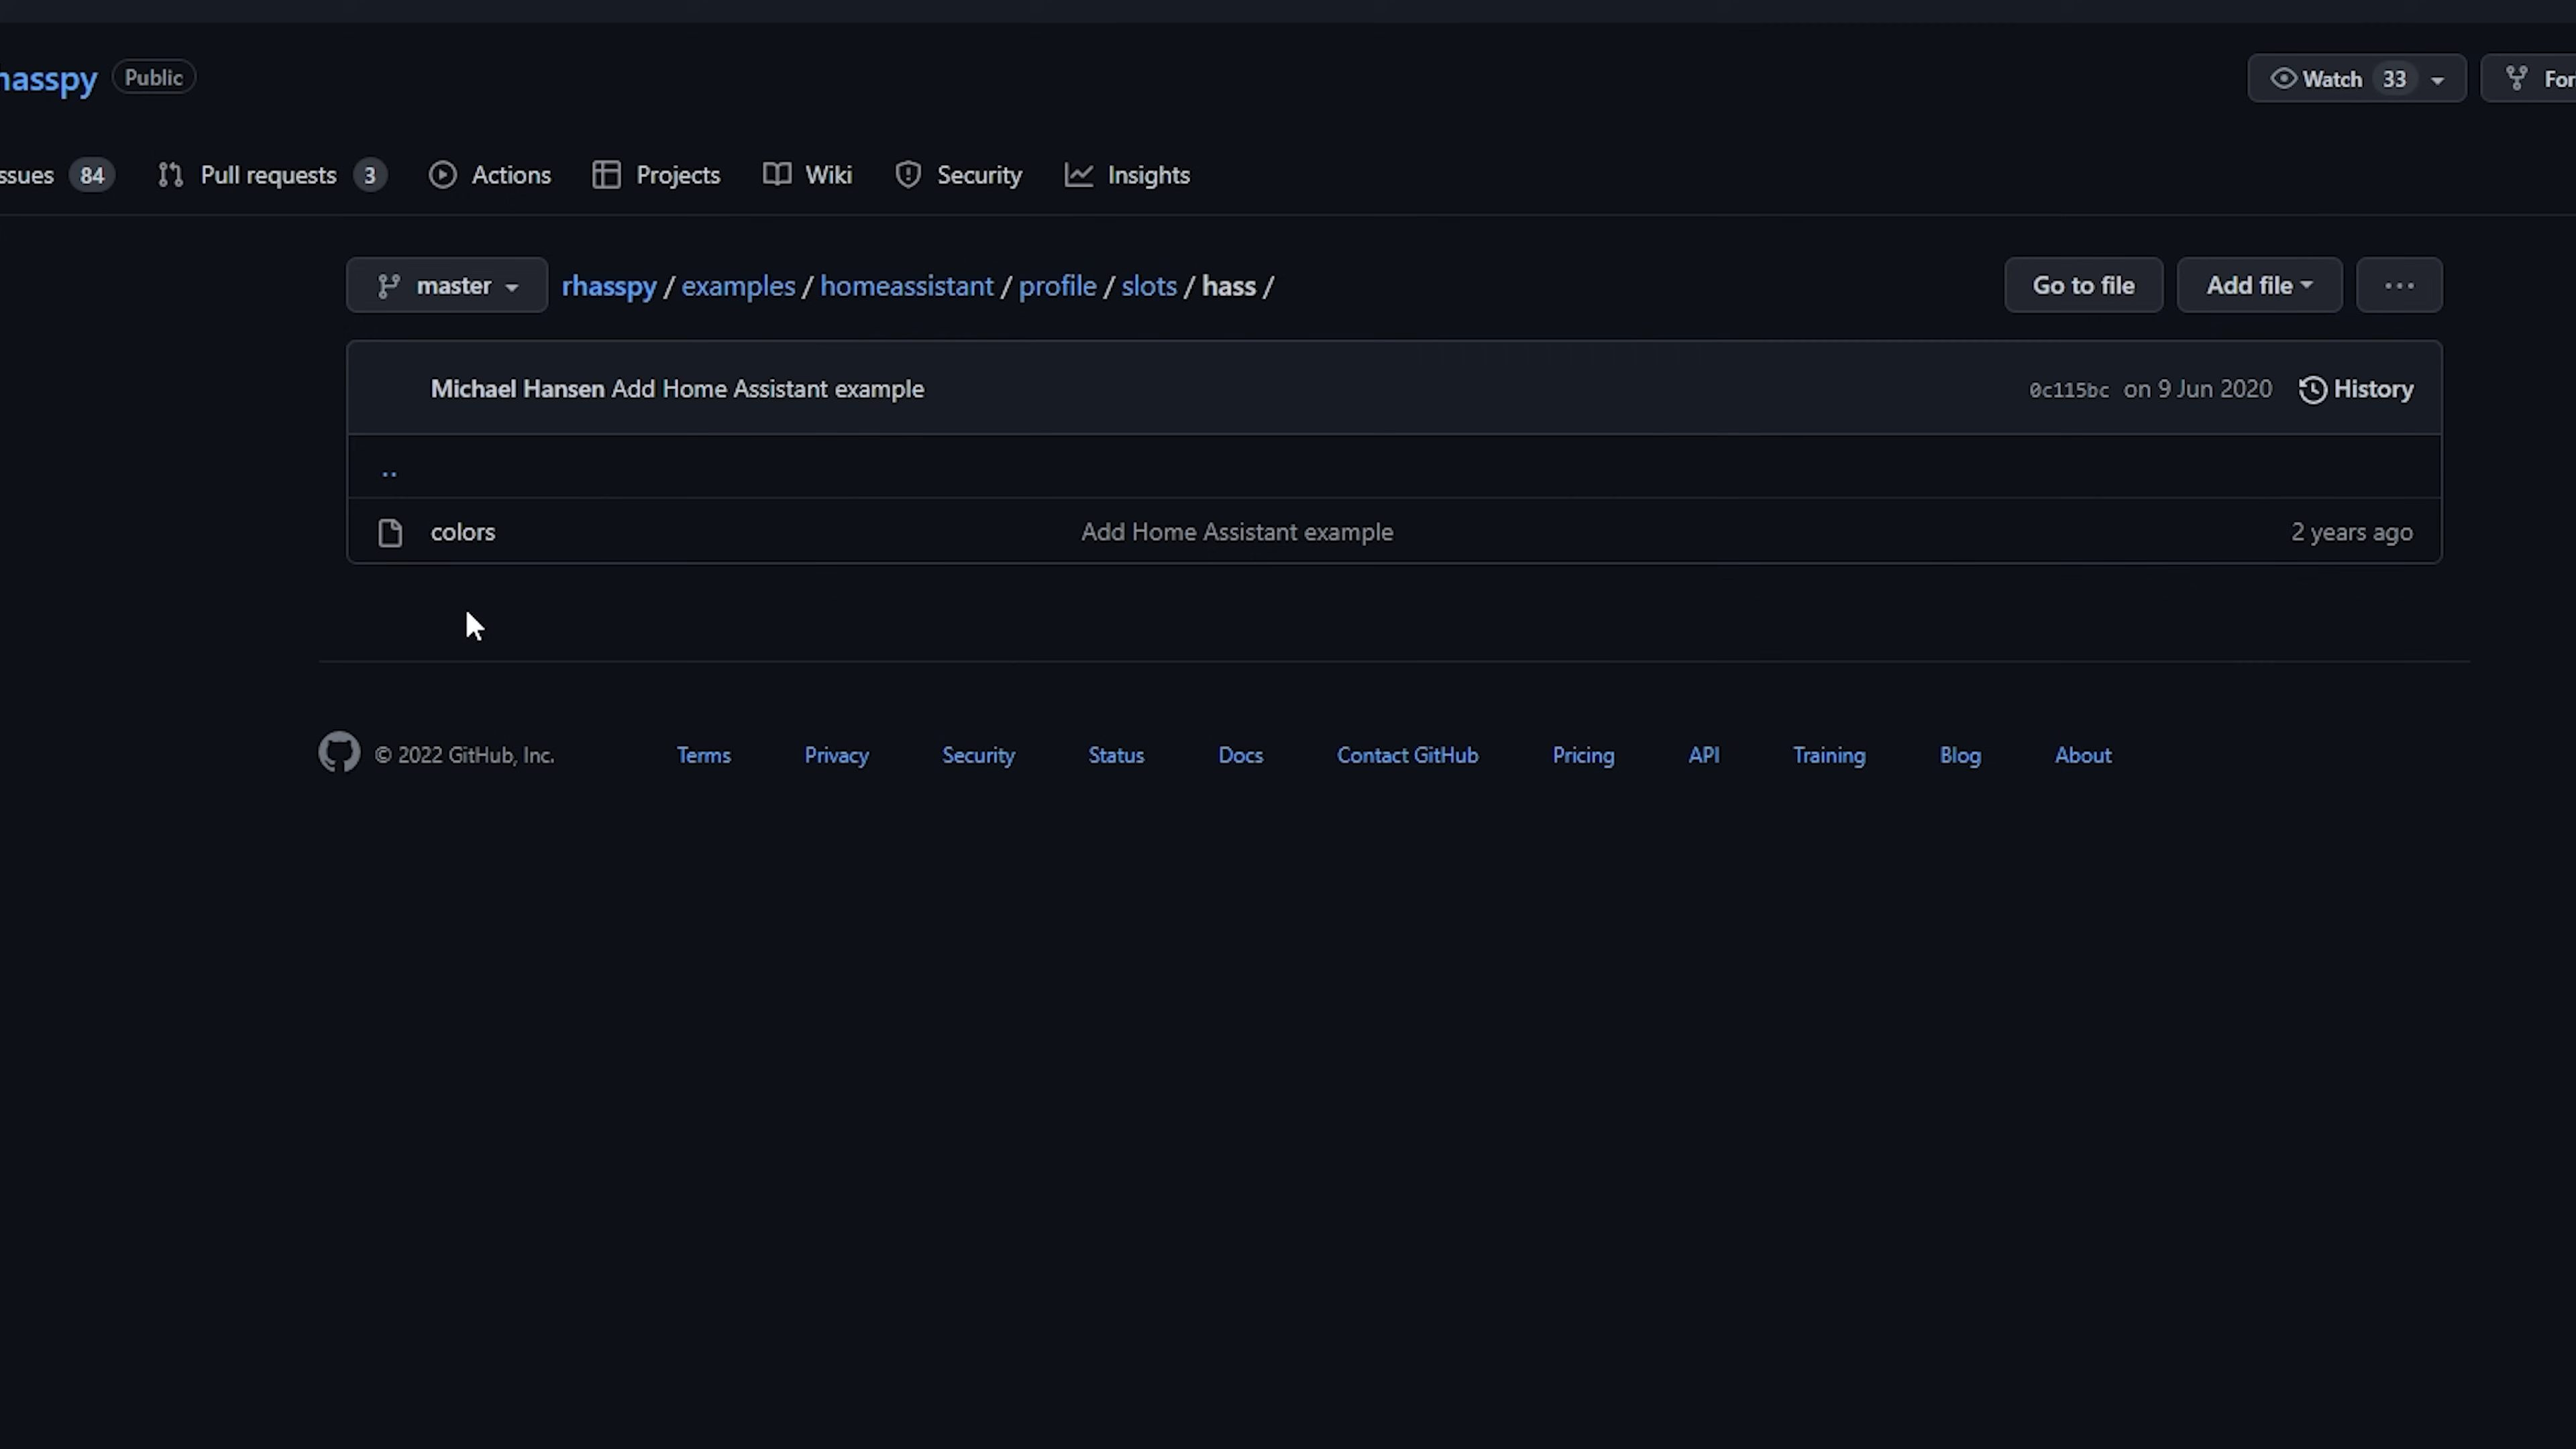 hasspy Public Watch 33
ssues 84 Pull requests 3 Actions Projects Wiki Security Insights
master rhasspy / examples / homeassistant / profile / slots / hass / Go to file Add file ...
Michael Hansen Add Home Assistant example 0c115bc on 9 Jun 2020 History
..
colors Add Home Assistant example 2 years ago
© 2022 GitHub, Inc. Terms Privacy Security Status Docs Contact GitHub Pricing API Training Blog About